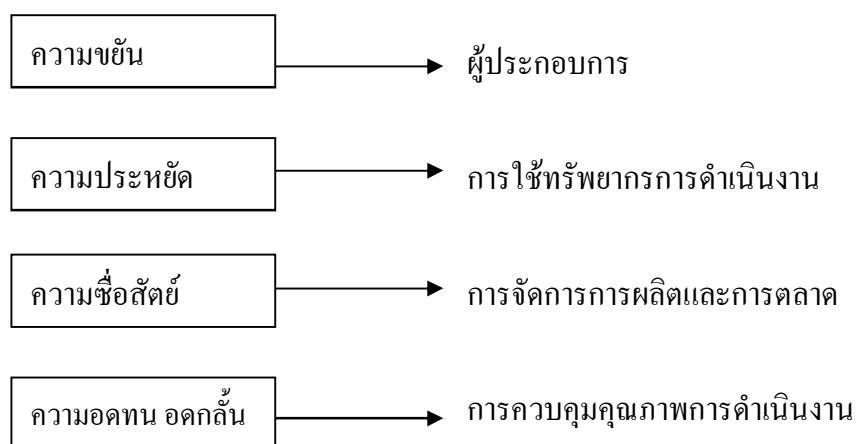 ความขยัน ผู้ประกอบการ
ความประหยัด การใช้ทรัพยากรการดำเนินงาน
ความซื่อสัตย์ การจัดการการผลิตและการตลาด
ความอดทน อดกลั้น การควบคุมคุณภาพการดำเนินงาน